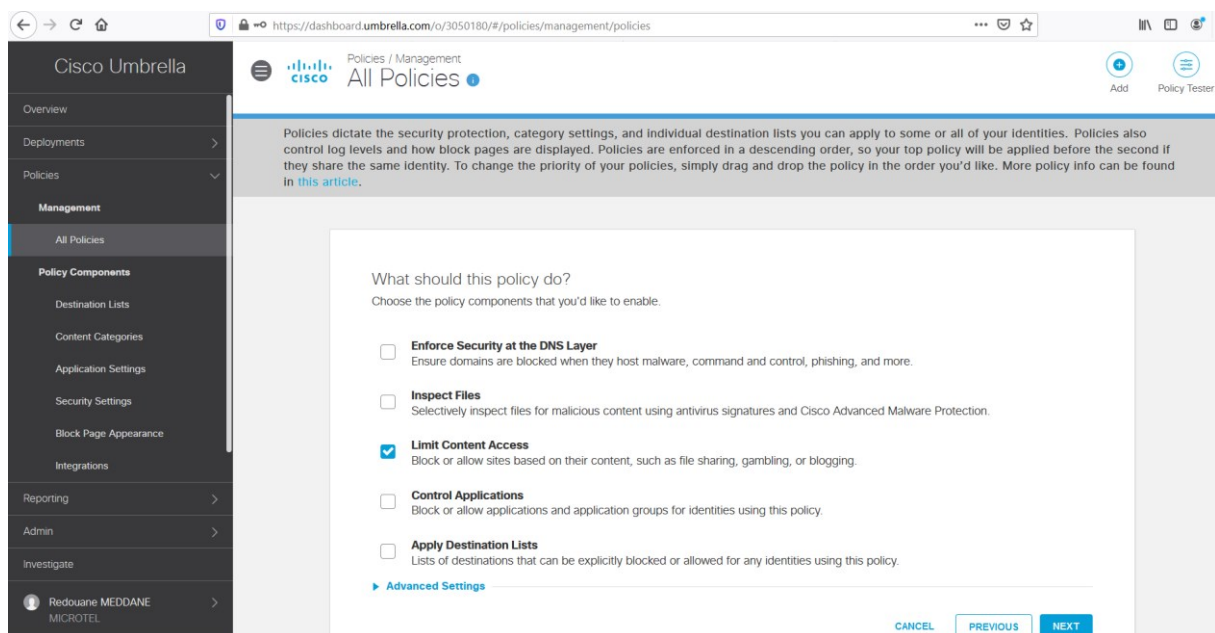 https://dashboard.umbrella.com/o/3050180/#/policies/management/policies
Cisco Umbrella
Overview
Deployments
Policies
Management
All Policies
Policy Components
Destination Lists
Content Categories
Application Settings
Security Settings
Block Page Appearance
Integrations
Reporting
Admin
Investigate
Redouane MEDDANE
MICROTEL
cisco
Policies / Management
All Policies
Add
Policy Tester
Policies dictate the security protection, category settings, and individual destination lists you can apply to some or all of your identities. Policies also
control log levels and how block pages are displayed. Policies are enforced in a descending order, so your top policy will be applied before the second if
they share the same identity. To change the priority of your policies, simply drag and drop the policy in the order you'd like. More policy info can be found
in this article.
What should this policy do?
Choose the policy components that you'd like to enable.
Enforce Security at the DNS Layer
Ensure domains are blocked when they host malware, command and control, phishing, and more.
Inspect Files
Selectively inspect files for malicious content using antivirus signatures and Cisco Advanced Malware Protection.
Limit Content Access
Block or allow sites based on their content, such as file sharing, gambling, or blogging.
Control Applications
Block or allow applications and application groups for identities using this policy.
Apply Destination Lists
Lists of destinations that can be explicitly blocked or allowed for any identities using this policy.
Advanced Settings
CANCEL
PREVIOUS
NEXT